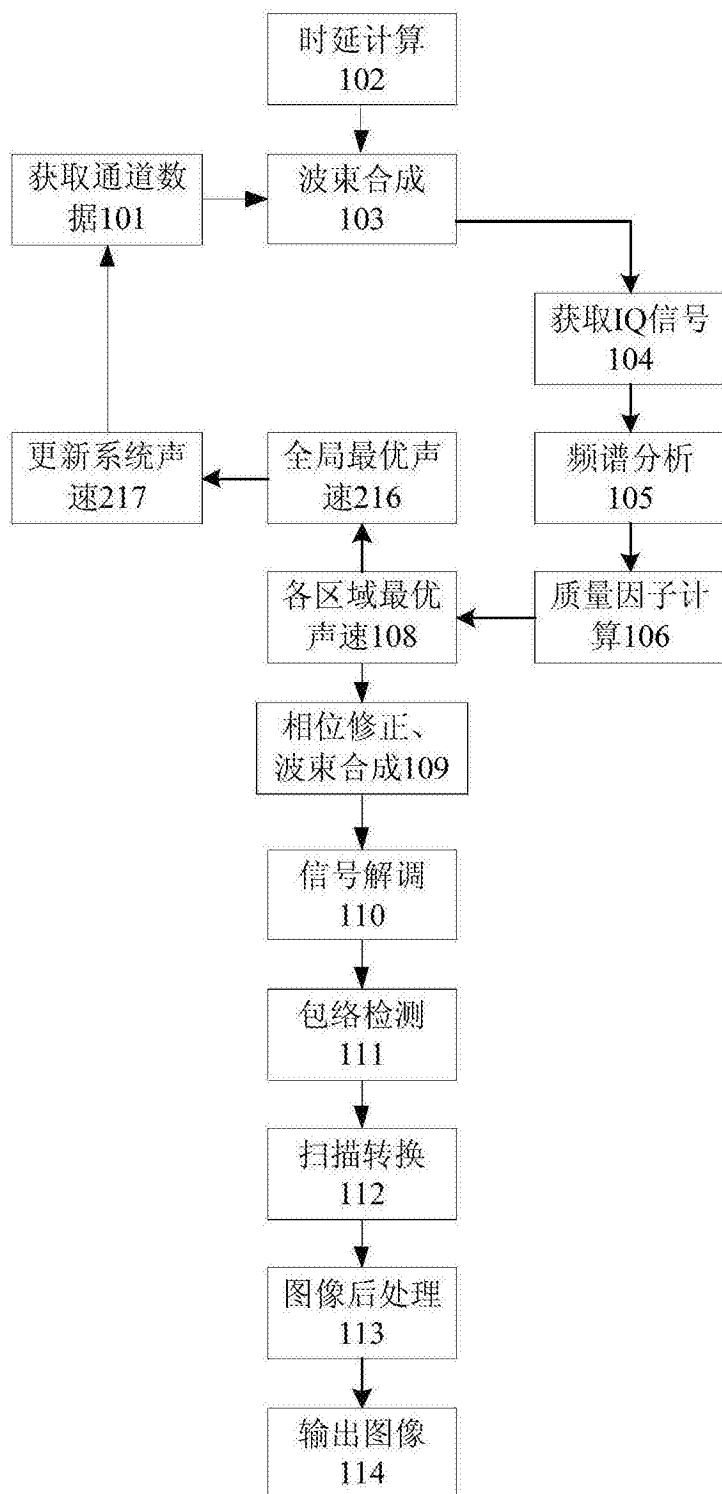 时延计算
102
获取通道数
据101
波束合成
103
获取IQ信号
104
更新系统声
速217
全局最优声
速216
频谱分析
105
各区域最优
声速108
质量因子计
算106
相位修正、
波束合成109
信号解调
110
包络检测
111
扫描转换
112
图像后处理
113
输出图像
114